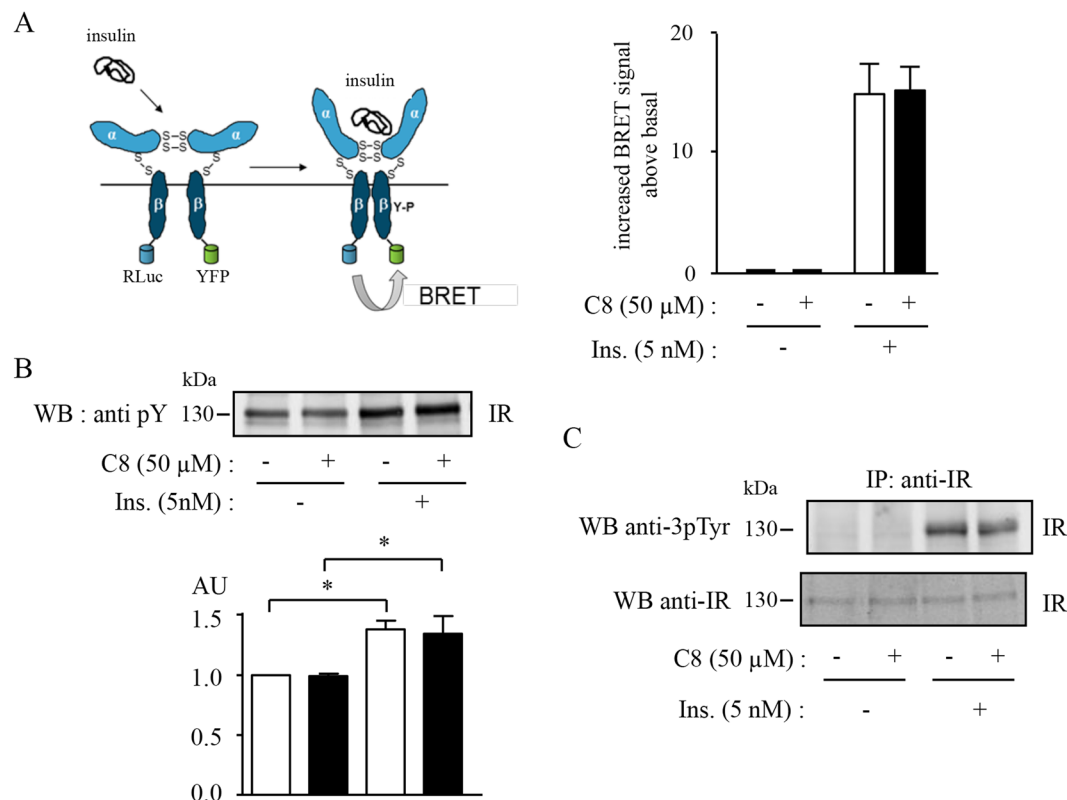 A
insulin
insulin
α S–S α
S–S
S S
S S
α S–S α
S–S
S S
S S
β β
β β Y-P
RLuc YFP
BRET
increased BRET signal
above basal
20
10
0
C8 (50 µM) : - + - +
Ins. (5 nM) : - +
B
kDa
WB : anti pY 130 IR
C8 (50 µM) : - + - +
Ins. (5nM) : - +
AU
* *
1.5
1.0
0.5
0.0
C
IP: anti-IR
kDa
WB anti-3pTyr 130 IR
WB anti-IR 130 IR
C8 (50 µM) : - + - +
Ins. (5 nM) : - +